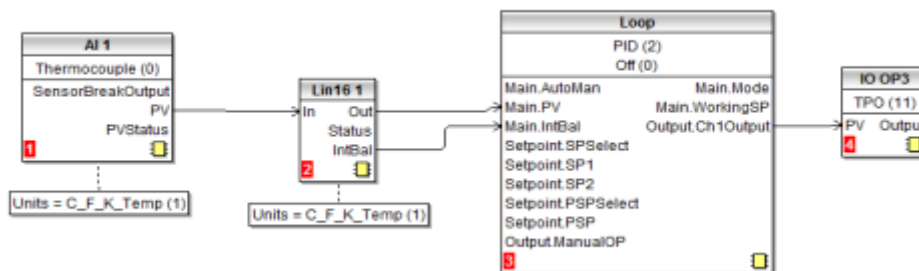 AI 1
Thermocouple (0)
SensorBreakOutput
PV
PVStatus
1
Units = C_F_K_Temp (1)
Lin16 1
In Out
Status
IntBal
2
Units = C_F_K_Temp (1)
Loop
PID (2)
Off (0)
Main.AutoMan Main.Mode
Main.PV Main.WorkingSP
Main.IntBal Output.Ch1Output
Setpoint.SPSelect
Setpoint.SP1
Setpoint.SP2
Setpoint.PSPSelect
Setpoint.PSP
Output.ManualOP
3
IO OP3
TPO (11)
PV Outpu
4